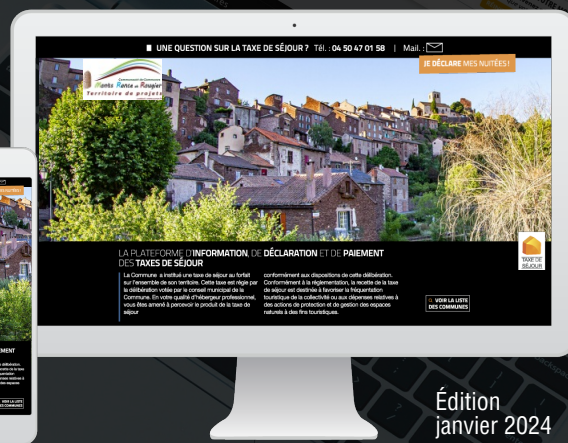 UNE QUESTION SUR LA TAXE DE SÉJOUR ? Tél. : 04 50 47 01 58 | Mail. :
JE DÉCLARE MES NUITÉES !
Communauté de Communes
Monts Rance et Rougier
Territoire de projets
LA PLATEFORME D'INFORMATION, DE DÉCLARATION ET DE PAIEMENT
DES TAXES DE SÉJOUR
La Commune a institué une taxe de séjour au forfait
sur l'ensemble de son territoire. Cette taxe est régie par
la délibération votée par le conseil municipal de la
Commune. En votre qualité d'hébergeur professionnel,
vous êtes amené à percevoir le produit de la taxe de
séjour
conformément aux dispositions de cette délibération.
Conformément à la réglementation, la recette de la taxe
de séjour est destinée à favoriser la fréquentation
touristique de la collectivité ou aux dépenses relatives à
des actions de protection et de gestion des espaces
naturels à des fins touristiques.
TAXE DE
SÉJOUR
VOIR LA LISTE
DES COMMUNES
Édition
janvier 2024